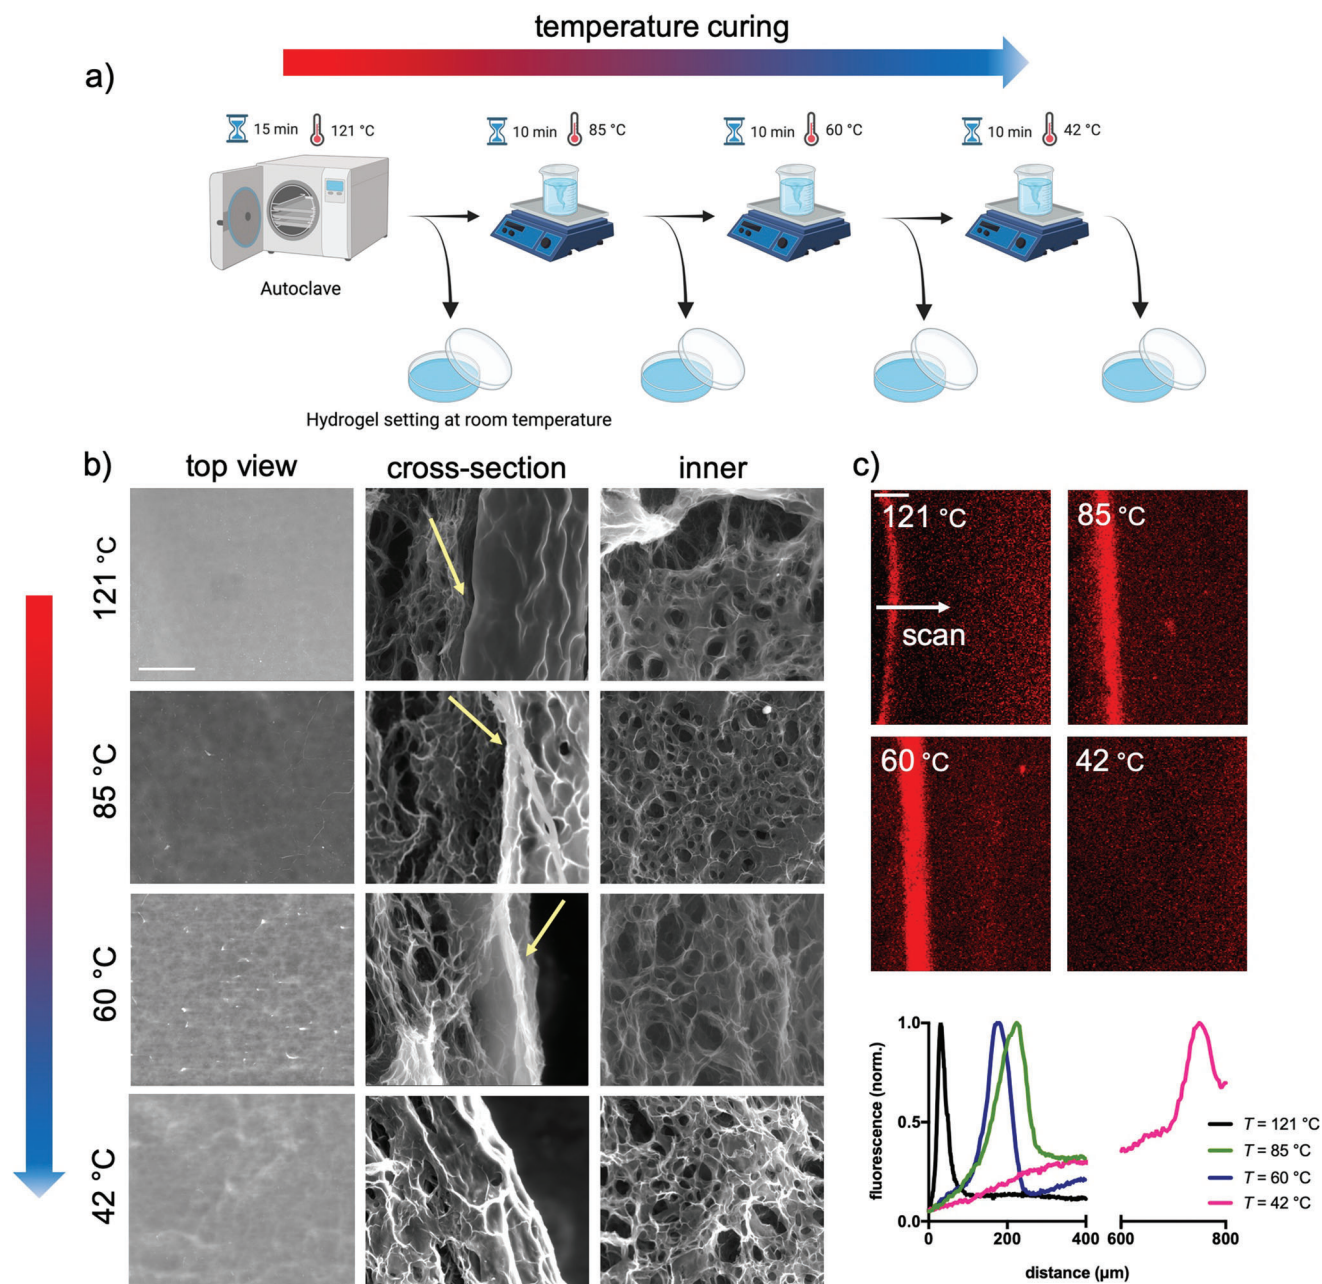 temperature curing
a)
15 min 121 °C
10 min 85 °C
10 min 60 °C
10 min 42 °C
Autoclave
Hydrogel setting at room temperature
b)
top view cross-section inner
121 °C
85 °C
60 °C
42 °C
c)
121 °C
85 °C
scan
60 °C
42 °C
fluorescence (norm.)
1.0
0.5
0.0
0 200 400 600 800
distance (µm)
T = 121 °C
T = 85 °C
T = 60 °C
T = 42 °C